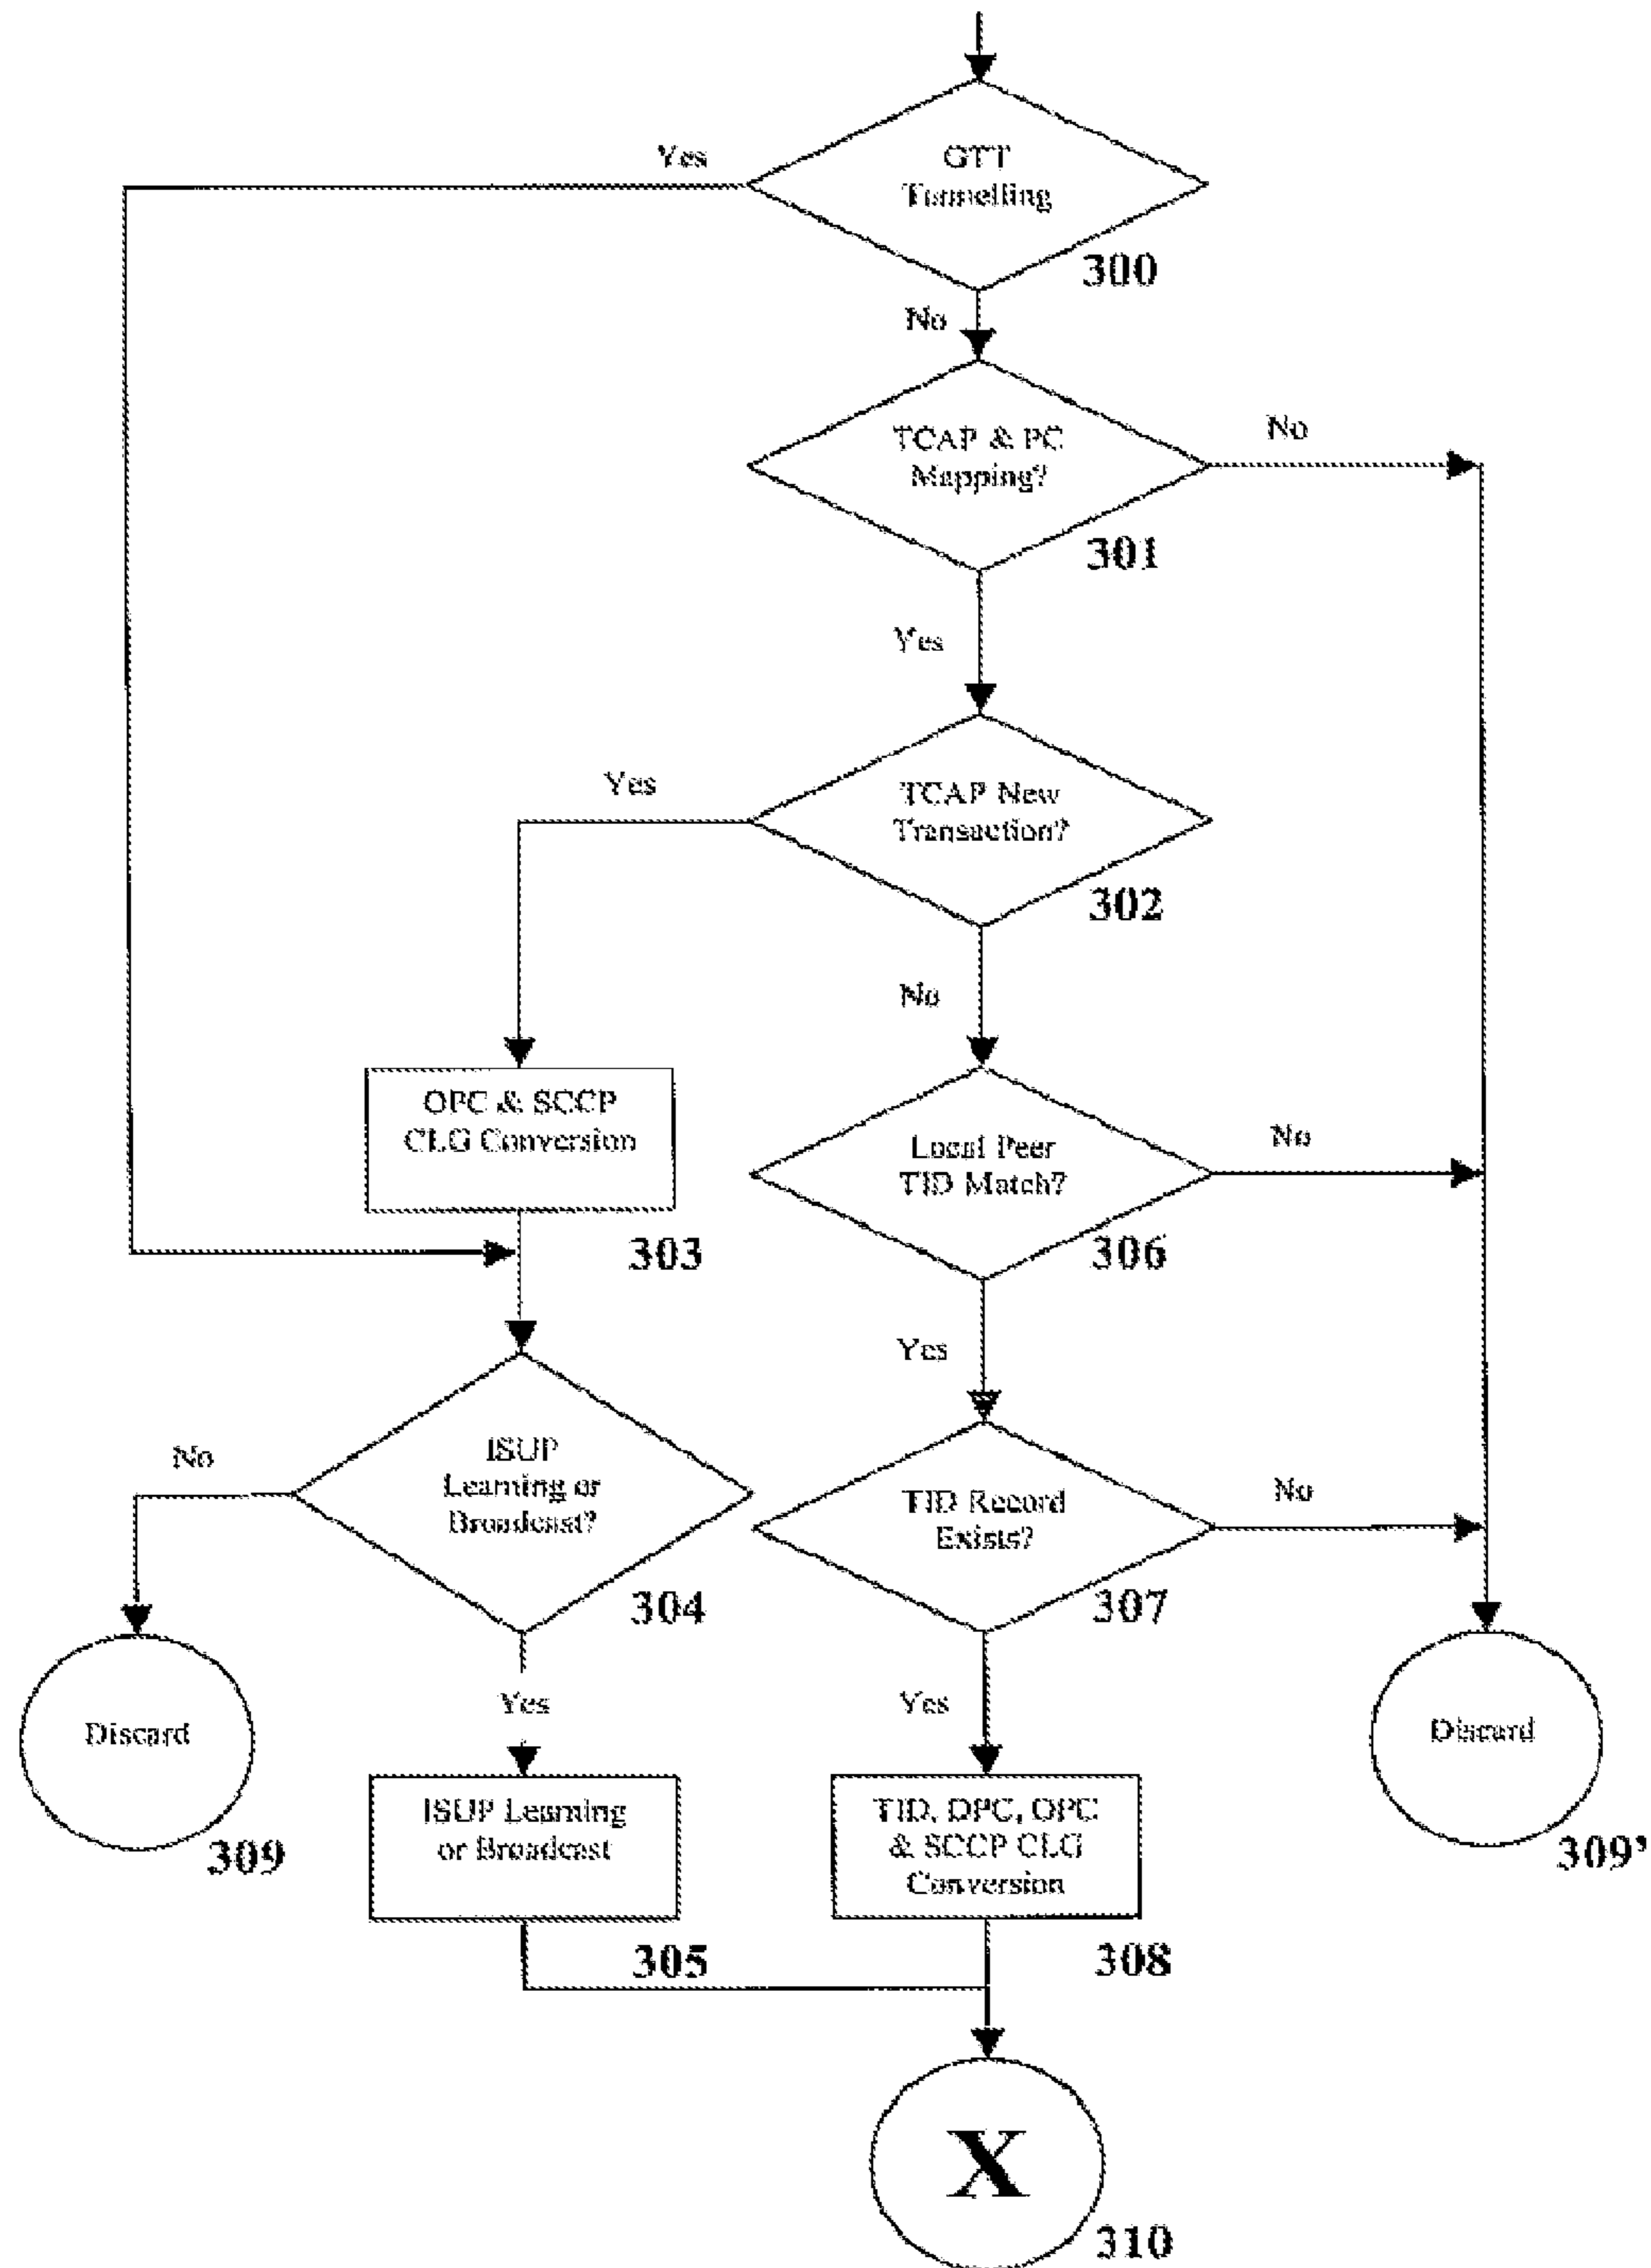 Yes
GTT
Tunnelling
300
No
TCAP & PC
Mapping?
No
301
Yes
Yes
TCAP New
Transaction?
302
No
OPC & SCCP
CLG Conversion
303
Local Peer
TID Match?
No
306
Yes
No
ISUP
Learning or
Broadcast?
304
TID Record
Exists?
No
307
Yes
Yes
Discard
309
ISUP Learning
or Broadcast
305
TID, DPC, OPC
& SCCP CLG
Conversion
308
Discard
309'
X
310